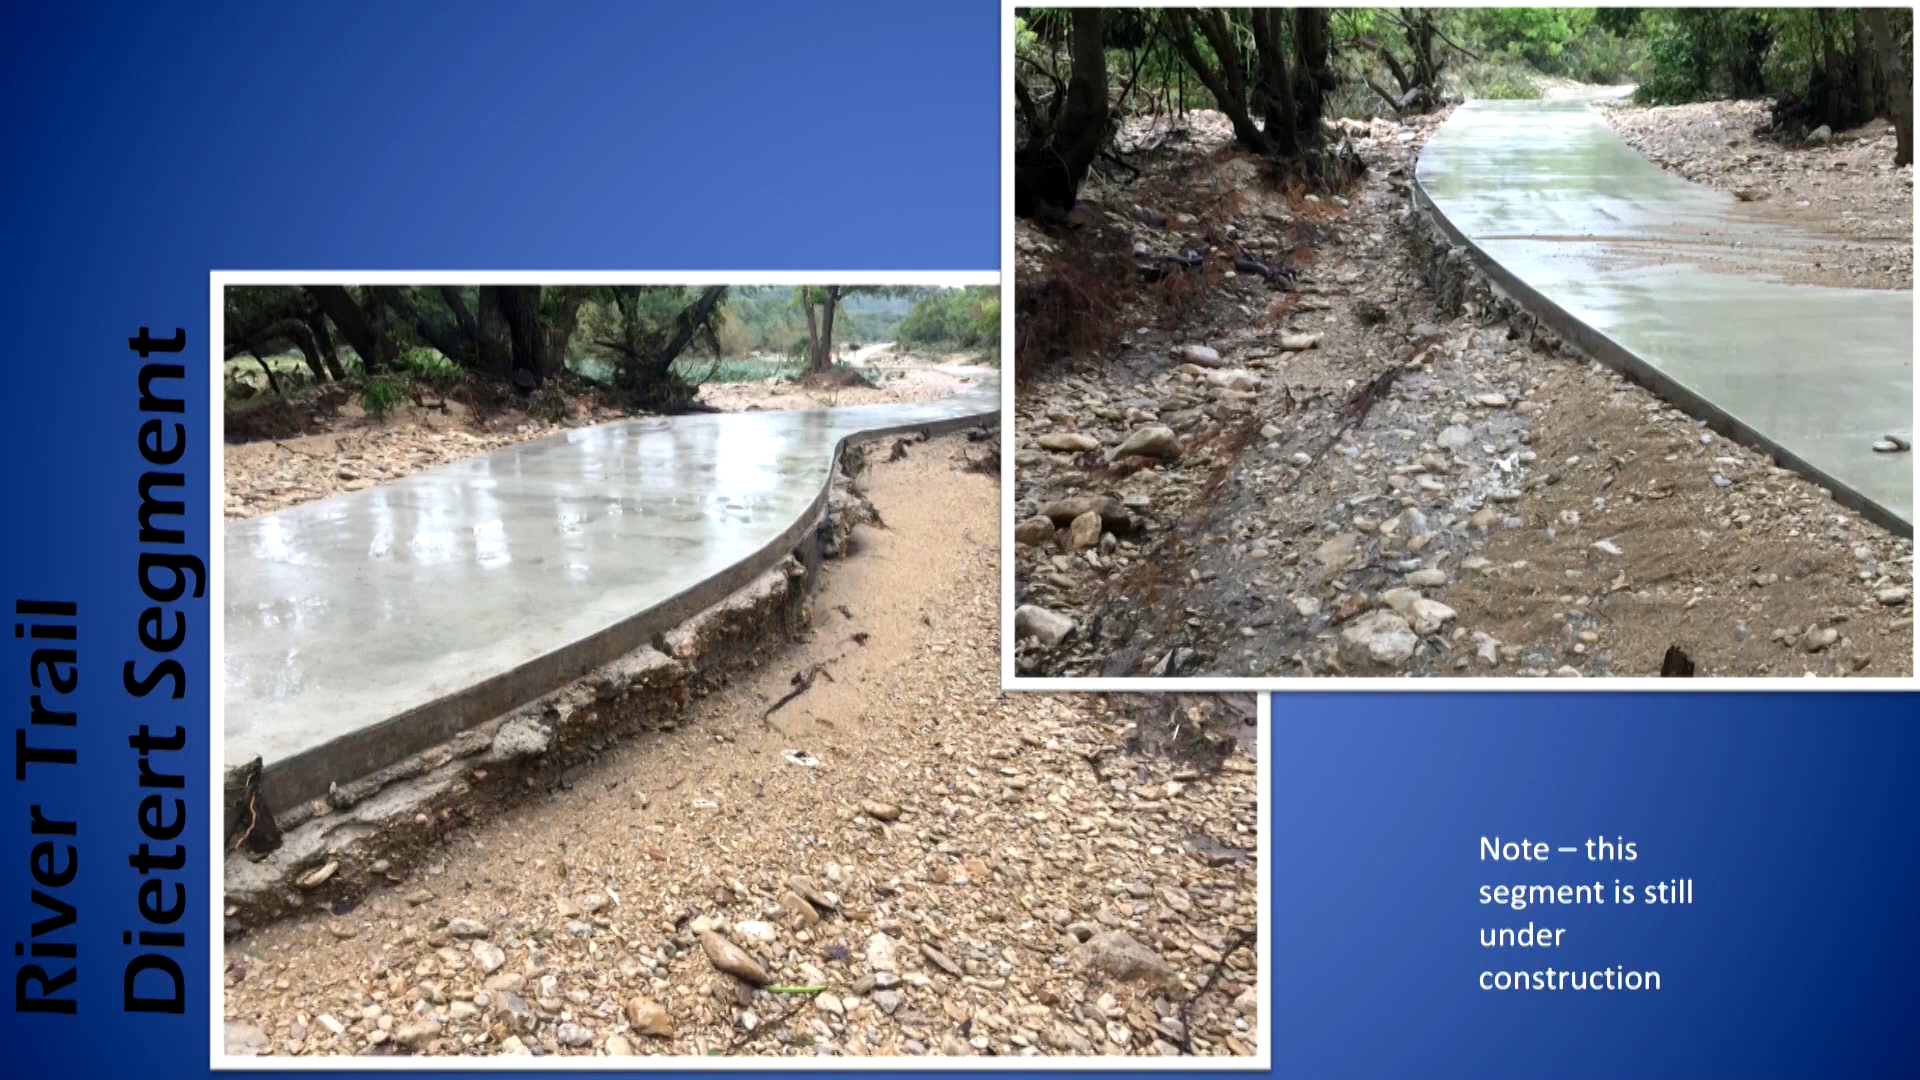 River Trail
Dietert Segment
Note – this
segment is still
under
construction